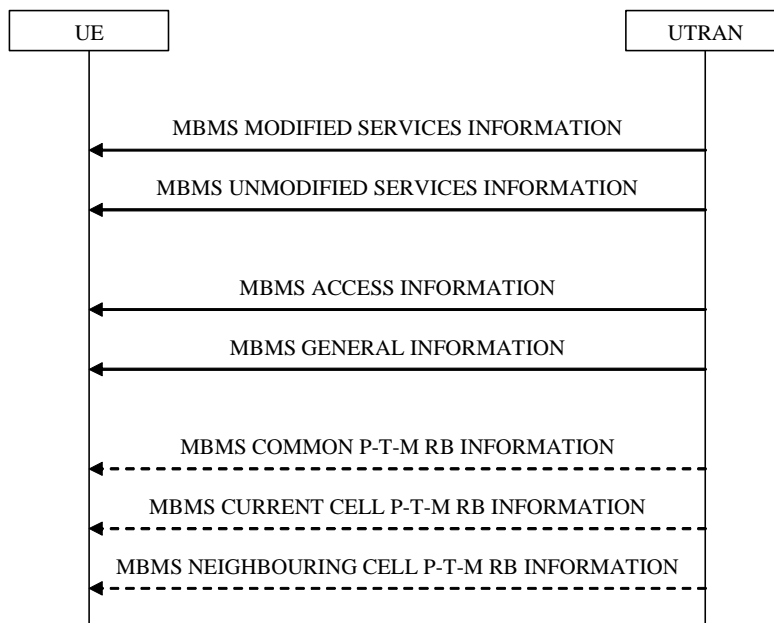 UE
UTRAN
MBMS MODIFIED SERVICES INFORMATION
MBMS UNMODIFIED SERVICES INFORMATION
MBMS ACCESS INFORMATION
MBMS GENERAL INFORMATION
MBMS COMMON P-T-M RB INFORMATION
MBMS CURRENT CELL P-T-M RB INFORMATION
MBMS NEIGHBOURING CELL P-T-M RB INFORMATION